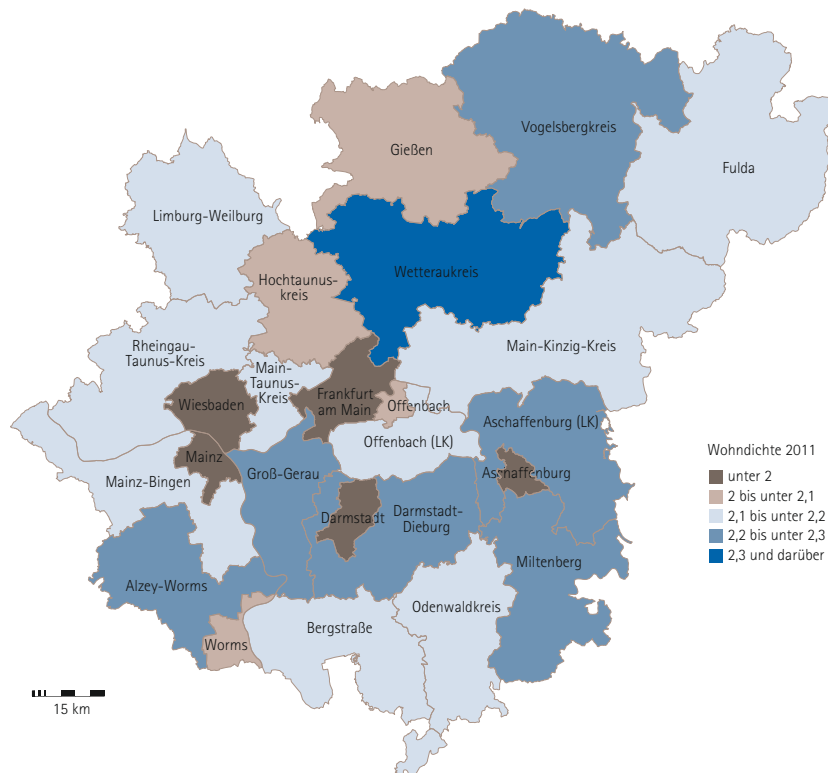 Vogelsbergkreis
Gießen
Fulda
Limburg-Weilburg
Wetteraukreis
Hochtaunus-
kreis
Rheingau-
Taunus-Kreis
Main-Kinzig-Kreis
Main-
Taunus-
Kreis
Wiesbaden
Frankfurt
am Main
Offenbach
Aschaffenburg (LK)
Offenbach (LK)
Mainz
Groß-Gerau
Mainz-Bingen
Aschaffenburg
Darmstadt
Darmstadt-
Dieburg
Miltenberg
Alzey-Worms
Odenwaldkreis
Bergstraße
Worms
Wohndichte 2011
unter 2
2 bis unter 2,1
2,1 bis unter 2,2
2,2 bis unter 2,3
2,3 und darüber
15 km